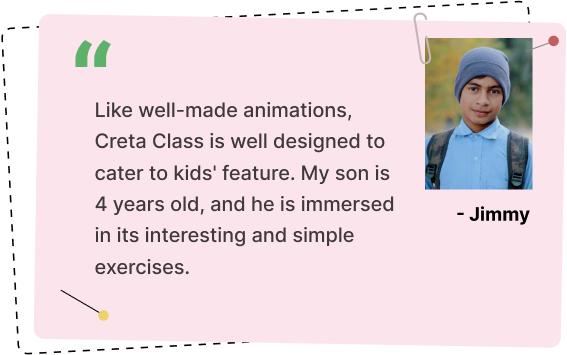 “
Like well-made animations,
Creta Class is well designed to
cater to kids' feature. My son is
4 years old, and he is immersed
in its interesting and simple
exercises.
- Jimmy